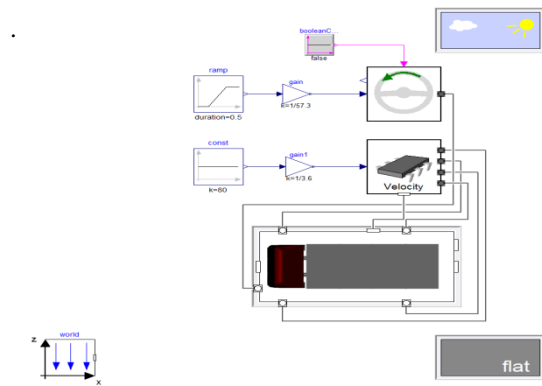 booleanC...
false
ramp
gain
k=1/57.3
duration=0.5
const
gain1
k=1/3.6
k=80
Velocity
world
z
x
flat